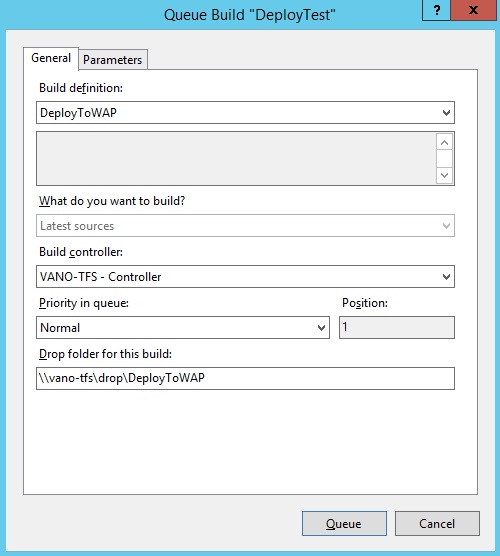 Queue Build "DeployTest"
? x
General Parameters
Build definition:
DeployToWAP
What do you want to build?
Latest sources
Build controller:
VANO-TFS - Controller
Priority in queue: Position:
Normal 1
Drop folder for this build:
\\vano-tfs\drop\DeployToWAP
Queue Cancel